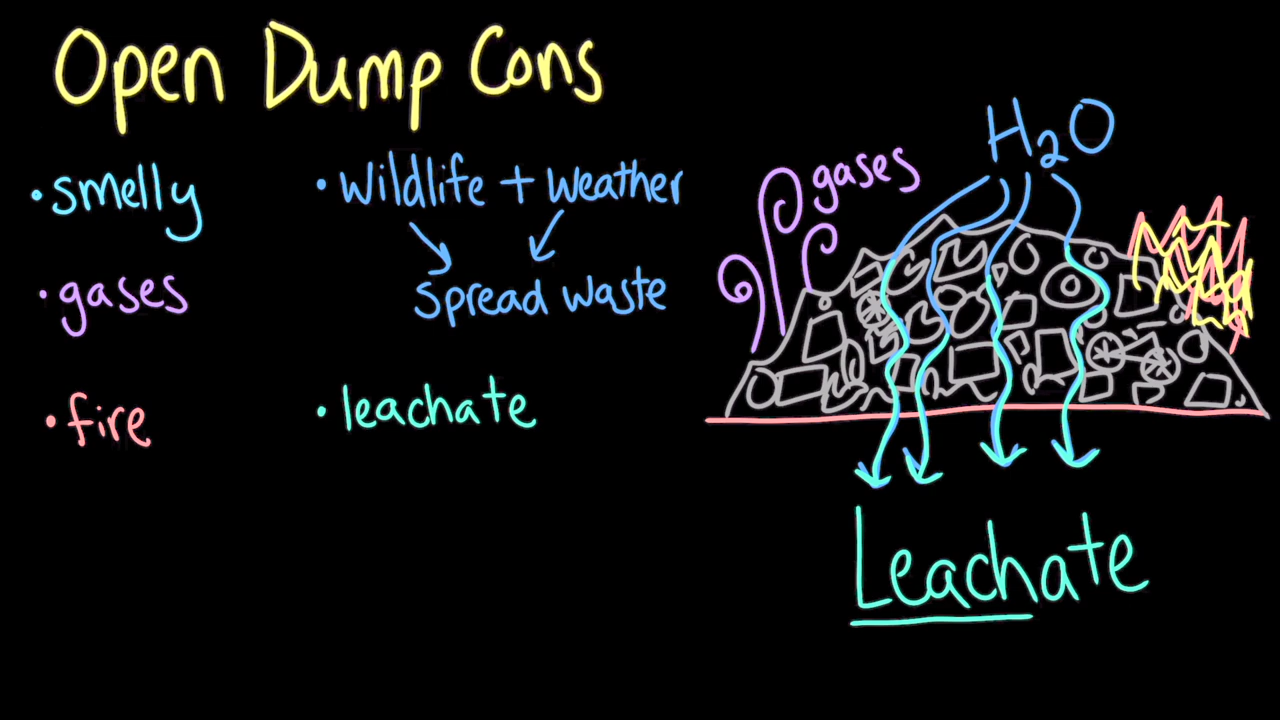 Open Dump Cons
• smelly
• gases
• fire
• wildlife + weather
spread waste
• leachate
gases
H₂O
Leachate